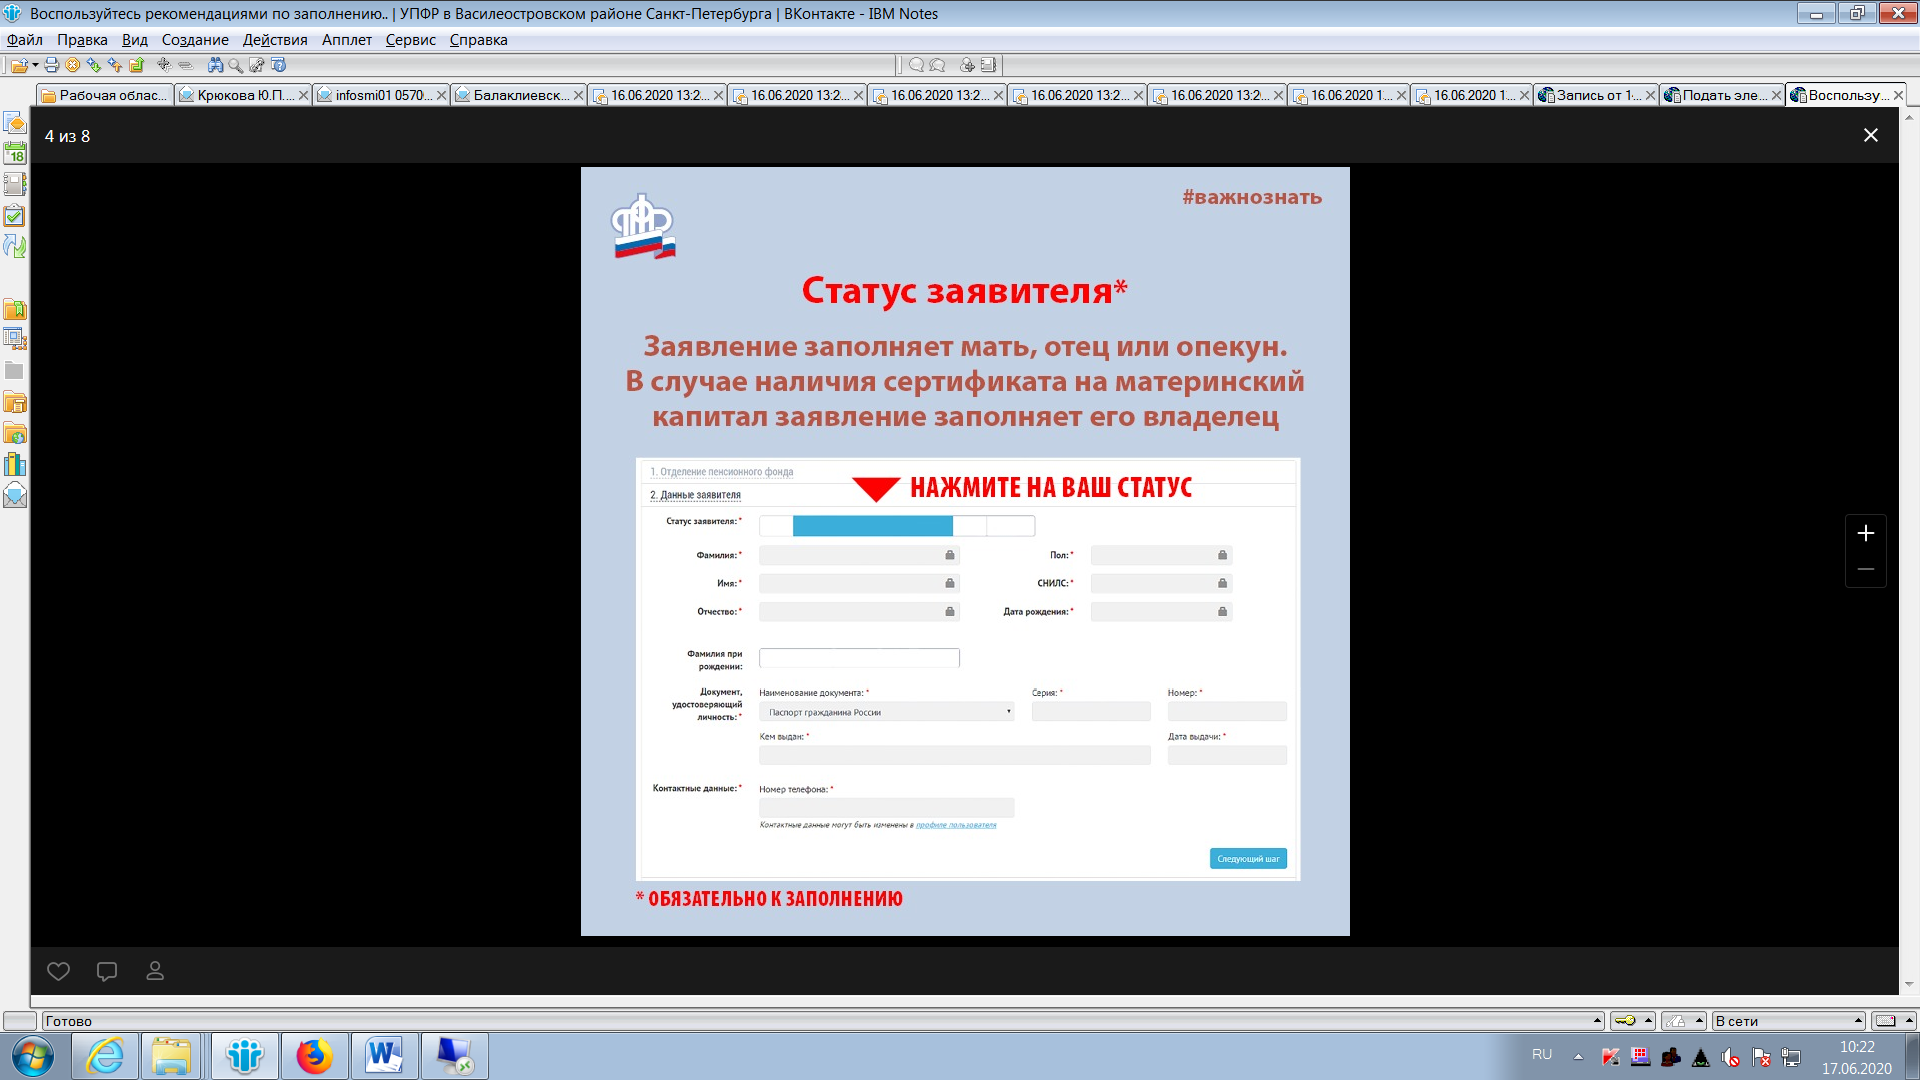 Воспользуйтесь рекомендациями по заполнению.. | УПФР в Василеостровском районе Санкт-Петербурга | ВКонтакте - IBM Notes
Файл Правка Вид Создание Действия Апплет Сервис Справка
Рабочая облас... Крюкова Ю.П.... infosmi01 0570... Балаклиевск... 16.06.2020 13:2... 16.06.2020 13:2... 16.06.2020 13:2... 16.06.2020 13:2... 16.06.2020 13:2... 16.06.2020 1... 16.06.2020 1... Запись от 1... Подать эле... Воспользу...
4 из 8
#важнознать
Статус заявителя*
Заявление заполняет мать, отец или опекун.
В случае наличия сертификата на материнский
капитал заявление заполняет его владелец
1. Отделение пенсионного фонда
НАЖМИТЕ НА ВАШ СТАТУС
2. Данные заявителя
Статус заявителя: *
Фамилия: * Пол: *
Имя: * СНИЛС: *
Отчество: * Дата рождения: *
Фамилия при
рождении:
Документ,
удостоверяющий
личность: *
Наименование документа: * Серия: * Номер: *
Паспорт гражданина России
Кем выдан: * Дата выдачи: *
Контактные данные: * Номер телефона: *
Контактные данные могут быть изменены в профиле пользователя
Следующий шаг
* ОБЯЗАТЕЛЬНО К ЗАПОЛНЕНИЮ
Готово
В сети
RU
10:22
17.06.2020